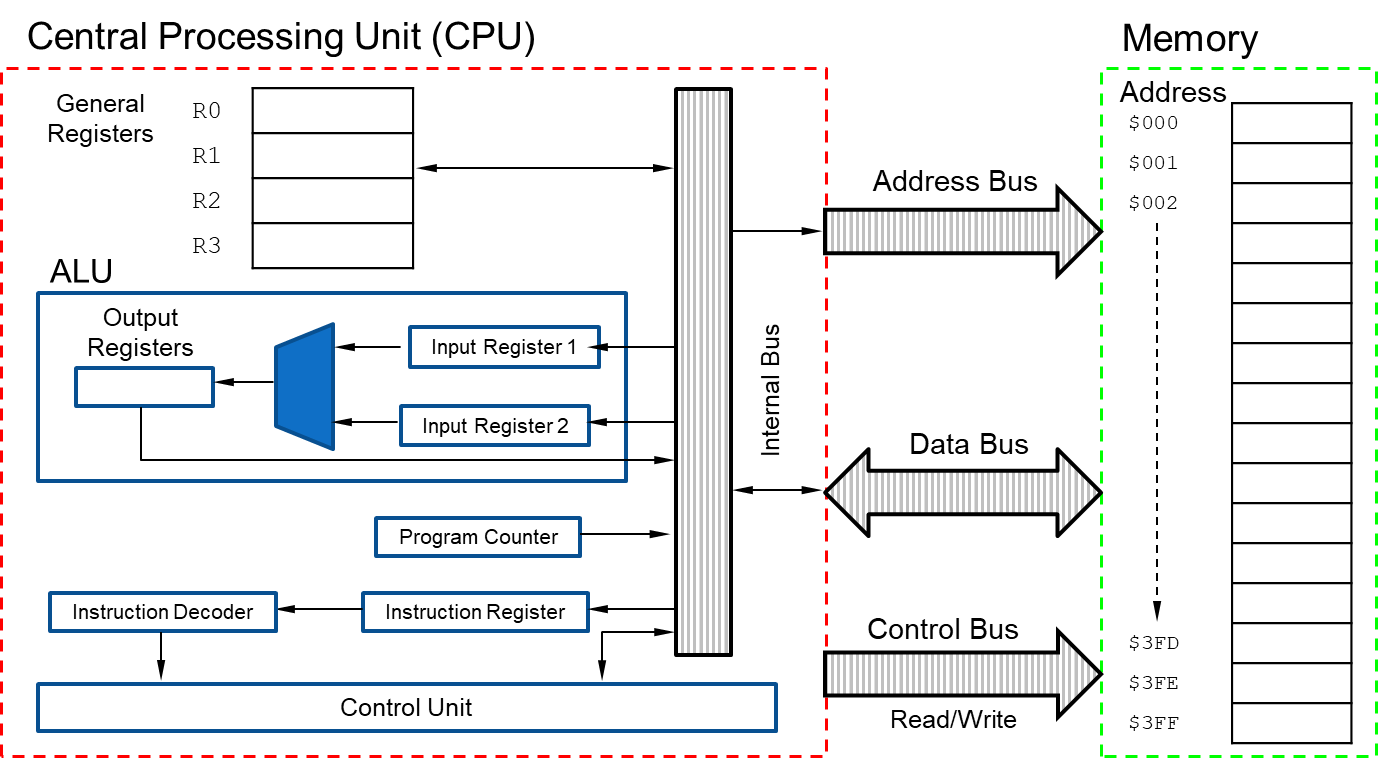 Central Processing Unit (CPU)
Memory
General
Registers
R0
R1
R2
R3
ALU
Output
Registers
Input Register 1
Input Register 2
Program Counter
Instruction Decoder
Instruction Register
Control Unit
Internal Bus
Address Bus
Data Bus
Control Bus
Read/Write
Address
$000
$001
$002
$3FD
$3FE
$3FF